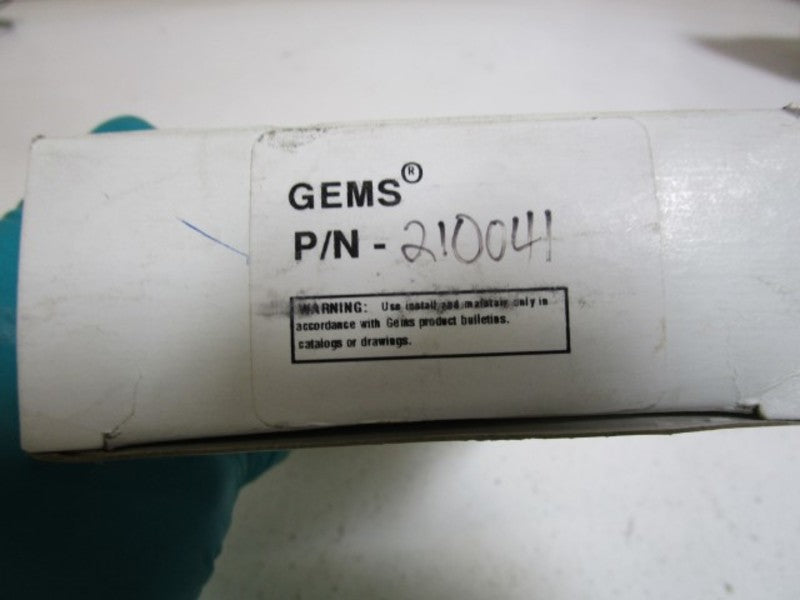 GEMS®
P/N - 210041
WARNING: Use install and maintain only in
accordance with Gems product bulletins.
catalogs or drawings.